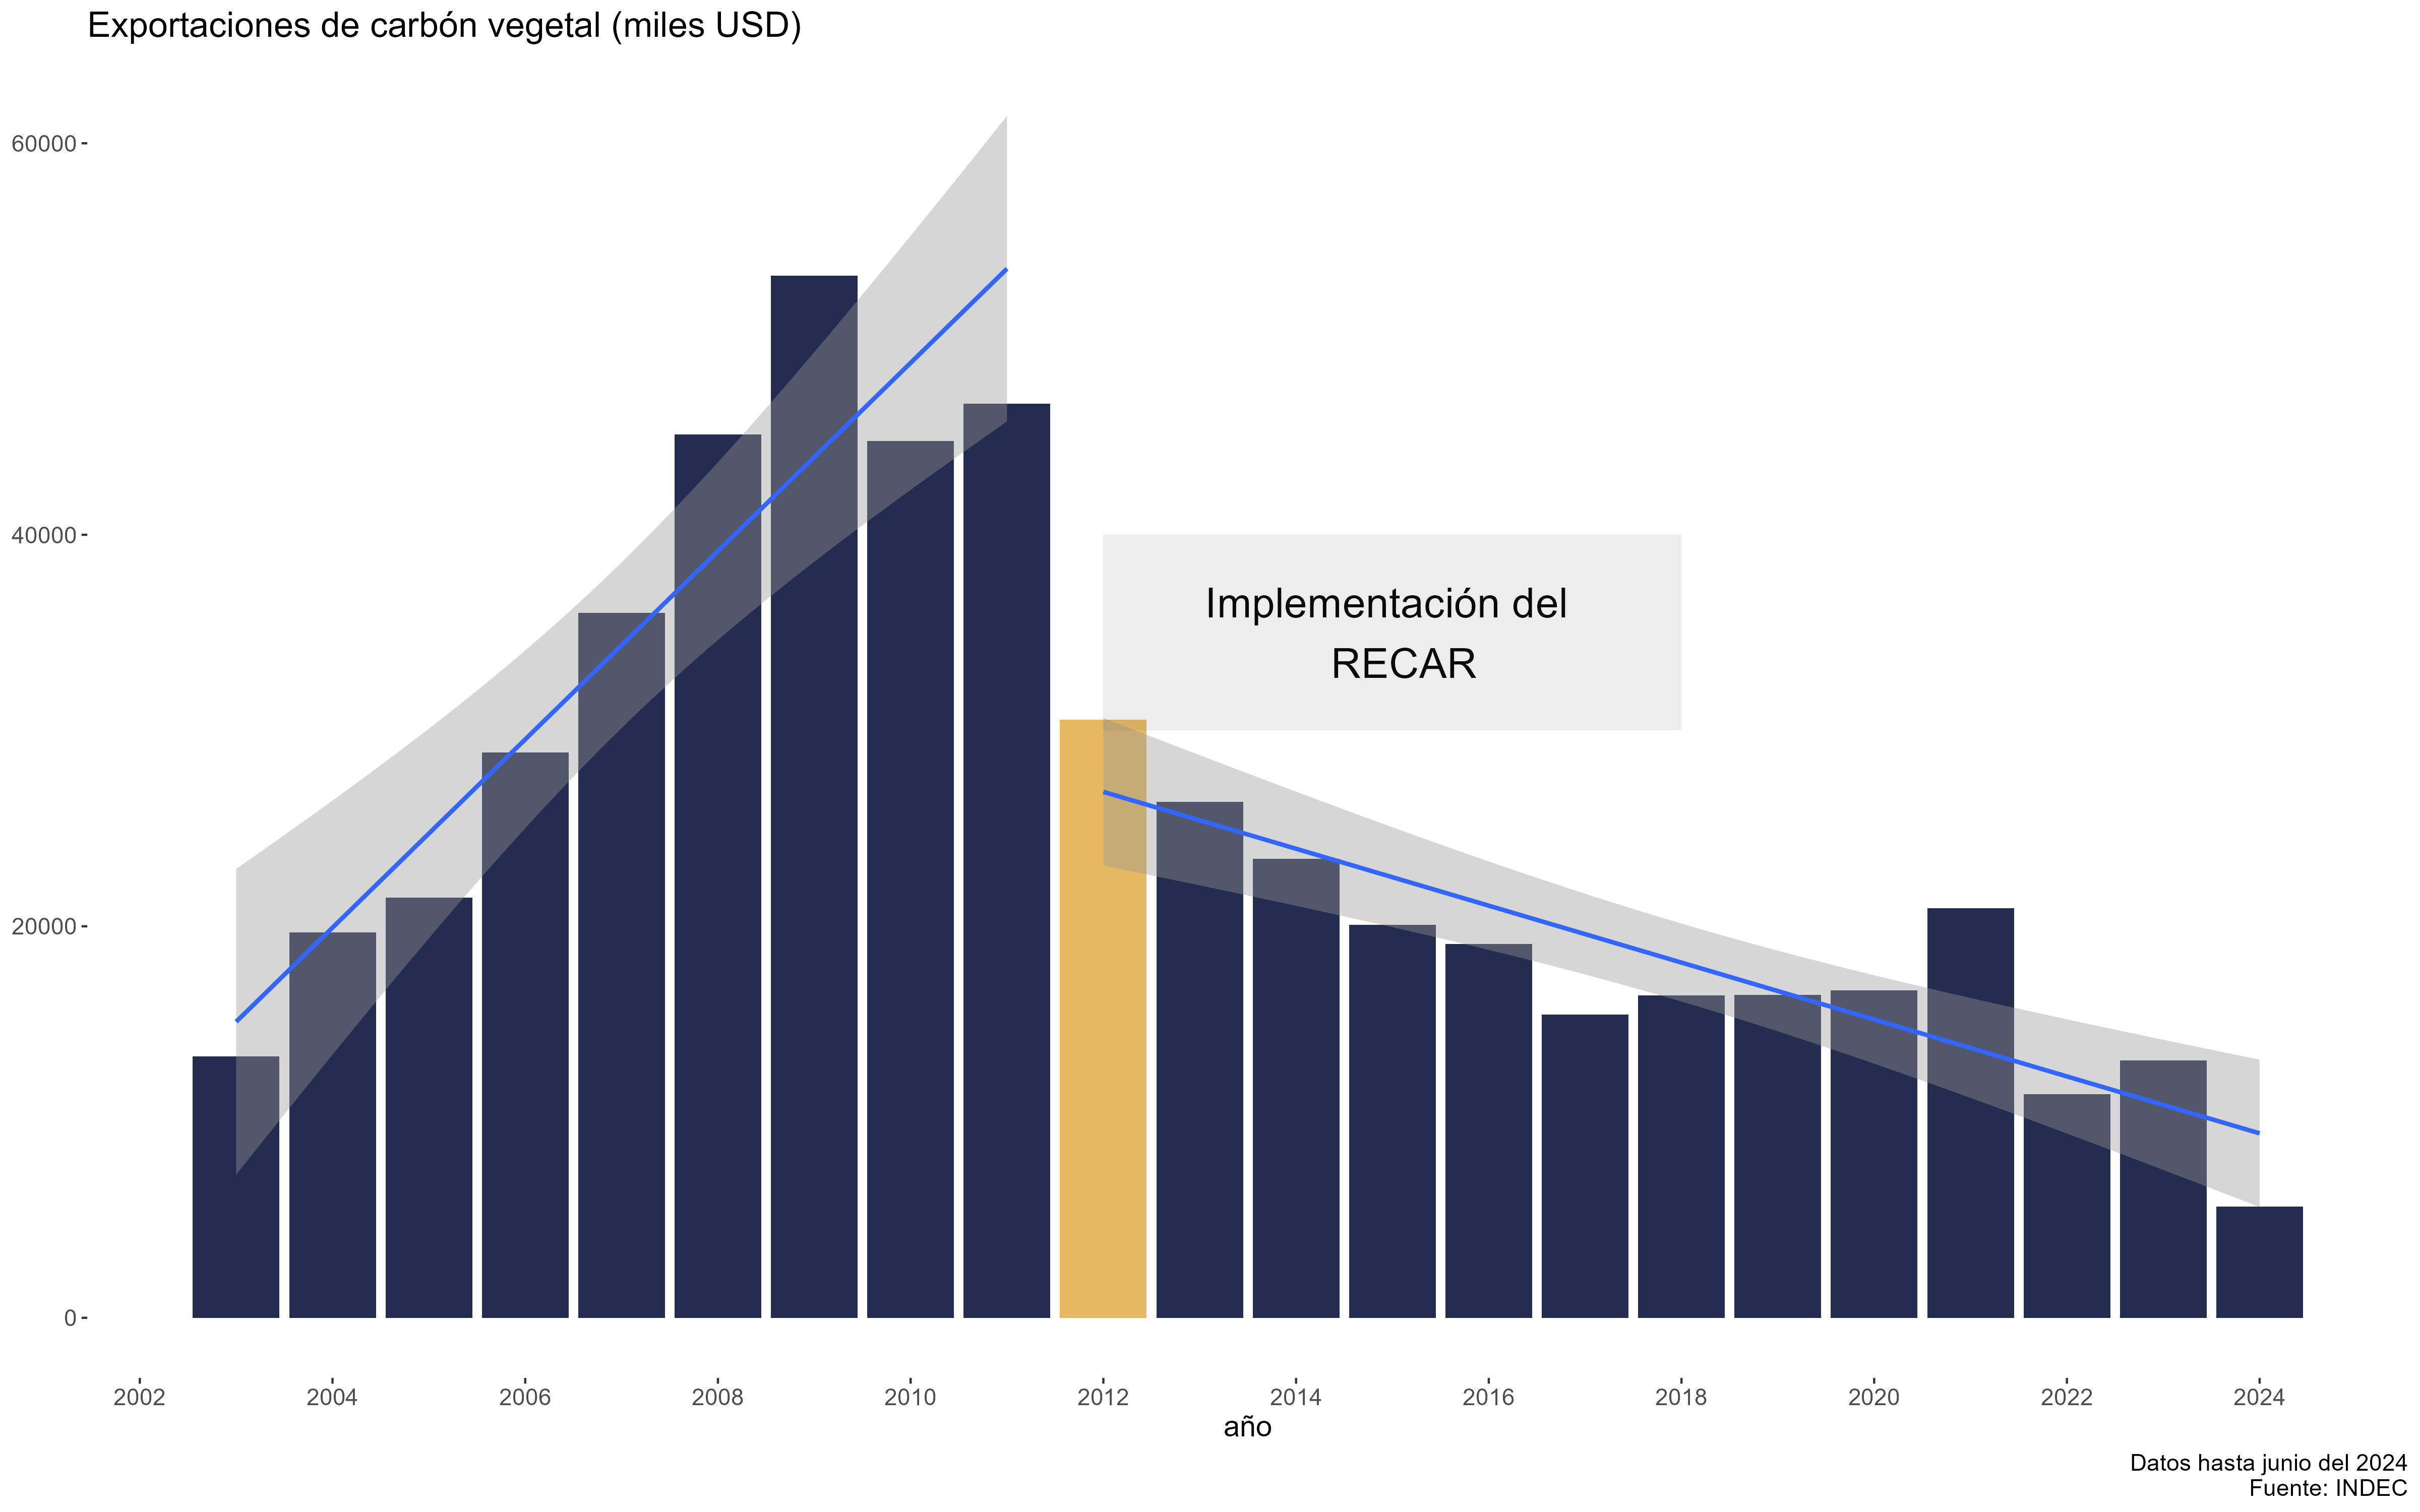 Exportaciones de carbón vegetal (miles USD)
60000
40000
20000
0
Implementación del
RECAR
2002 2004 2006 2008 2010 2012 2014 2016 2018 2020 2022 2024
año
Datos hasta junio del 2024
Fuente: INDEC